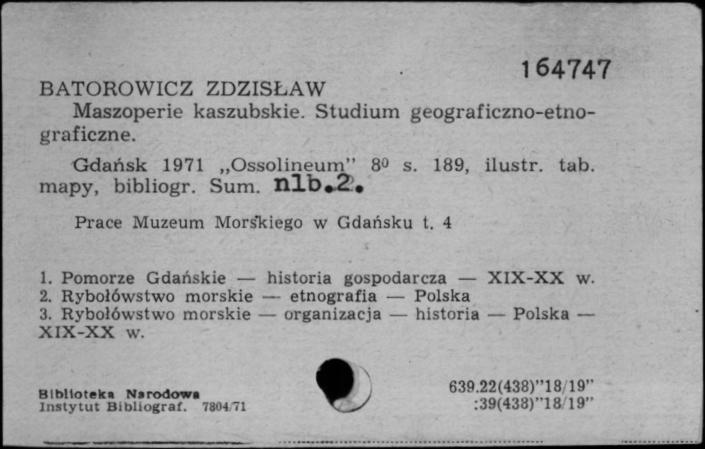 164747
BATOROWICZ ZDZISŁAW
Maszoperie kaszubskie. Studium geograficzno-etno-
graficzne.
Gdańsk 1971 „Ossolineum” 8⁰ s. 189, ilustr. tab.
mapy, bibliogr. Sum. nlb.2.
Prace Muzeum Morskiego w Gdańsku t. 4
1. Pomorze Gdańskie — historia gospodarcza — XIX-XX w.
2. Rybołówstwo morskie — etnografia — Polska
3. Rybołówstwo morskie — organizacja — historia — Polska —
XIX-XX w.
Biblioteka Narodowa
Instytut Bibliograf. 7804/71
639.22(438)”18/19”
:39(438)”18/19”